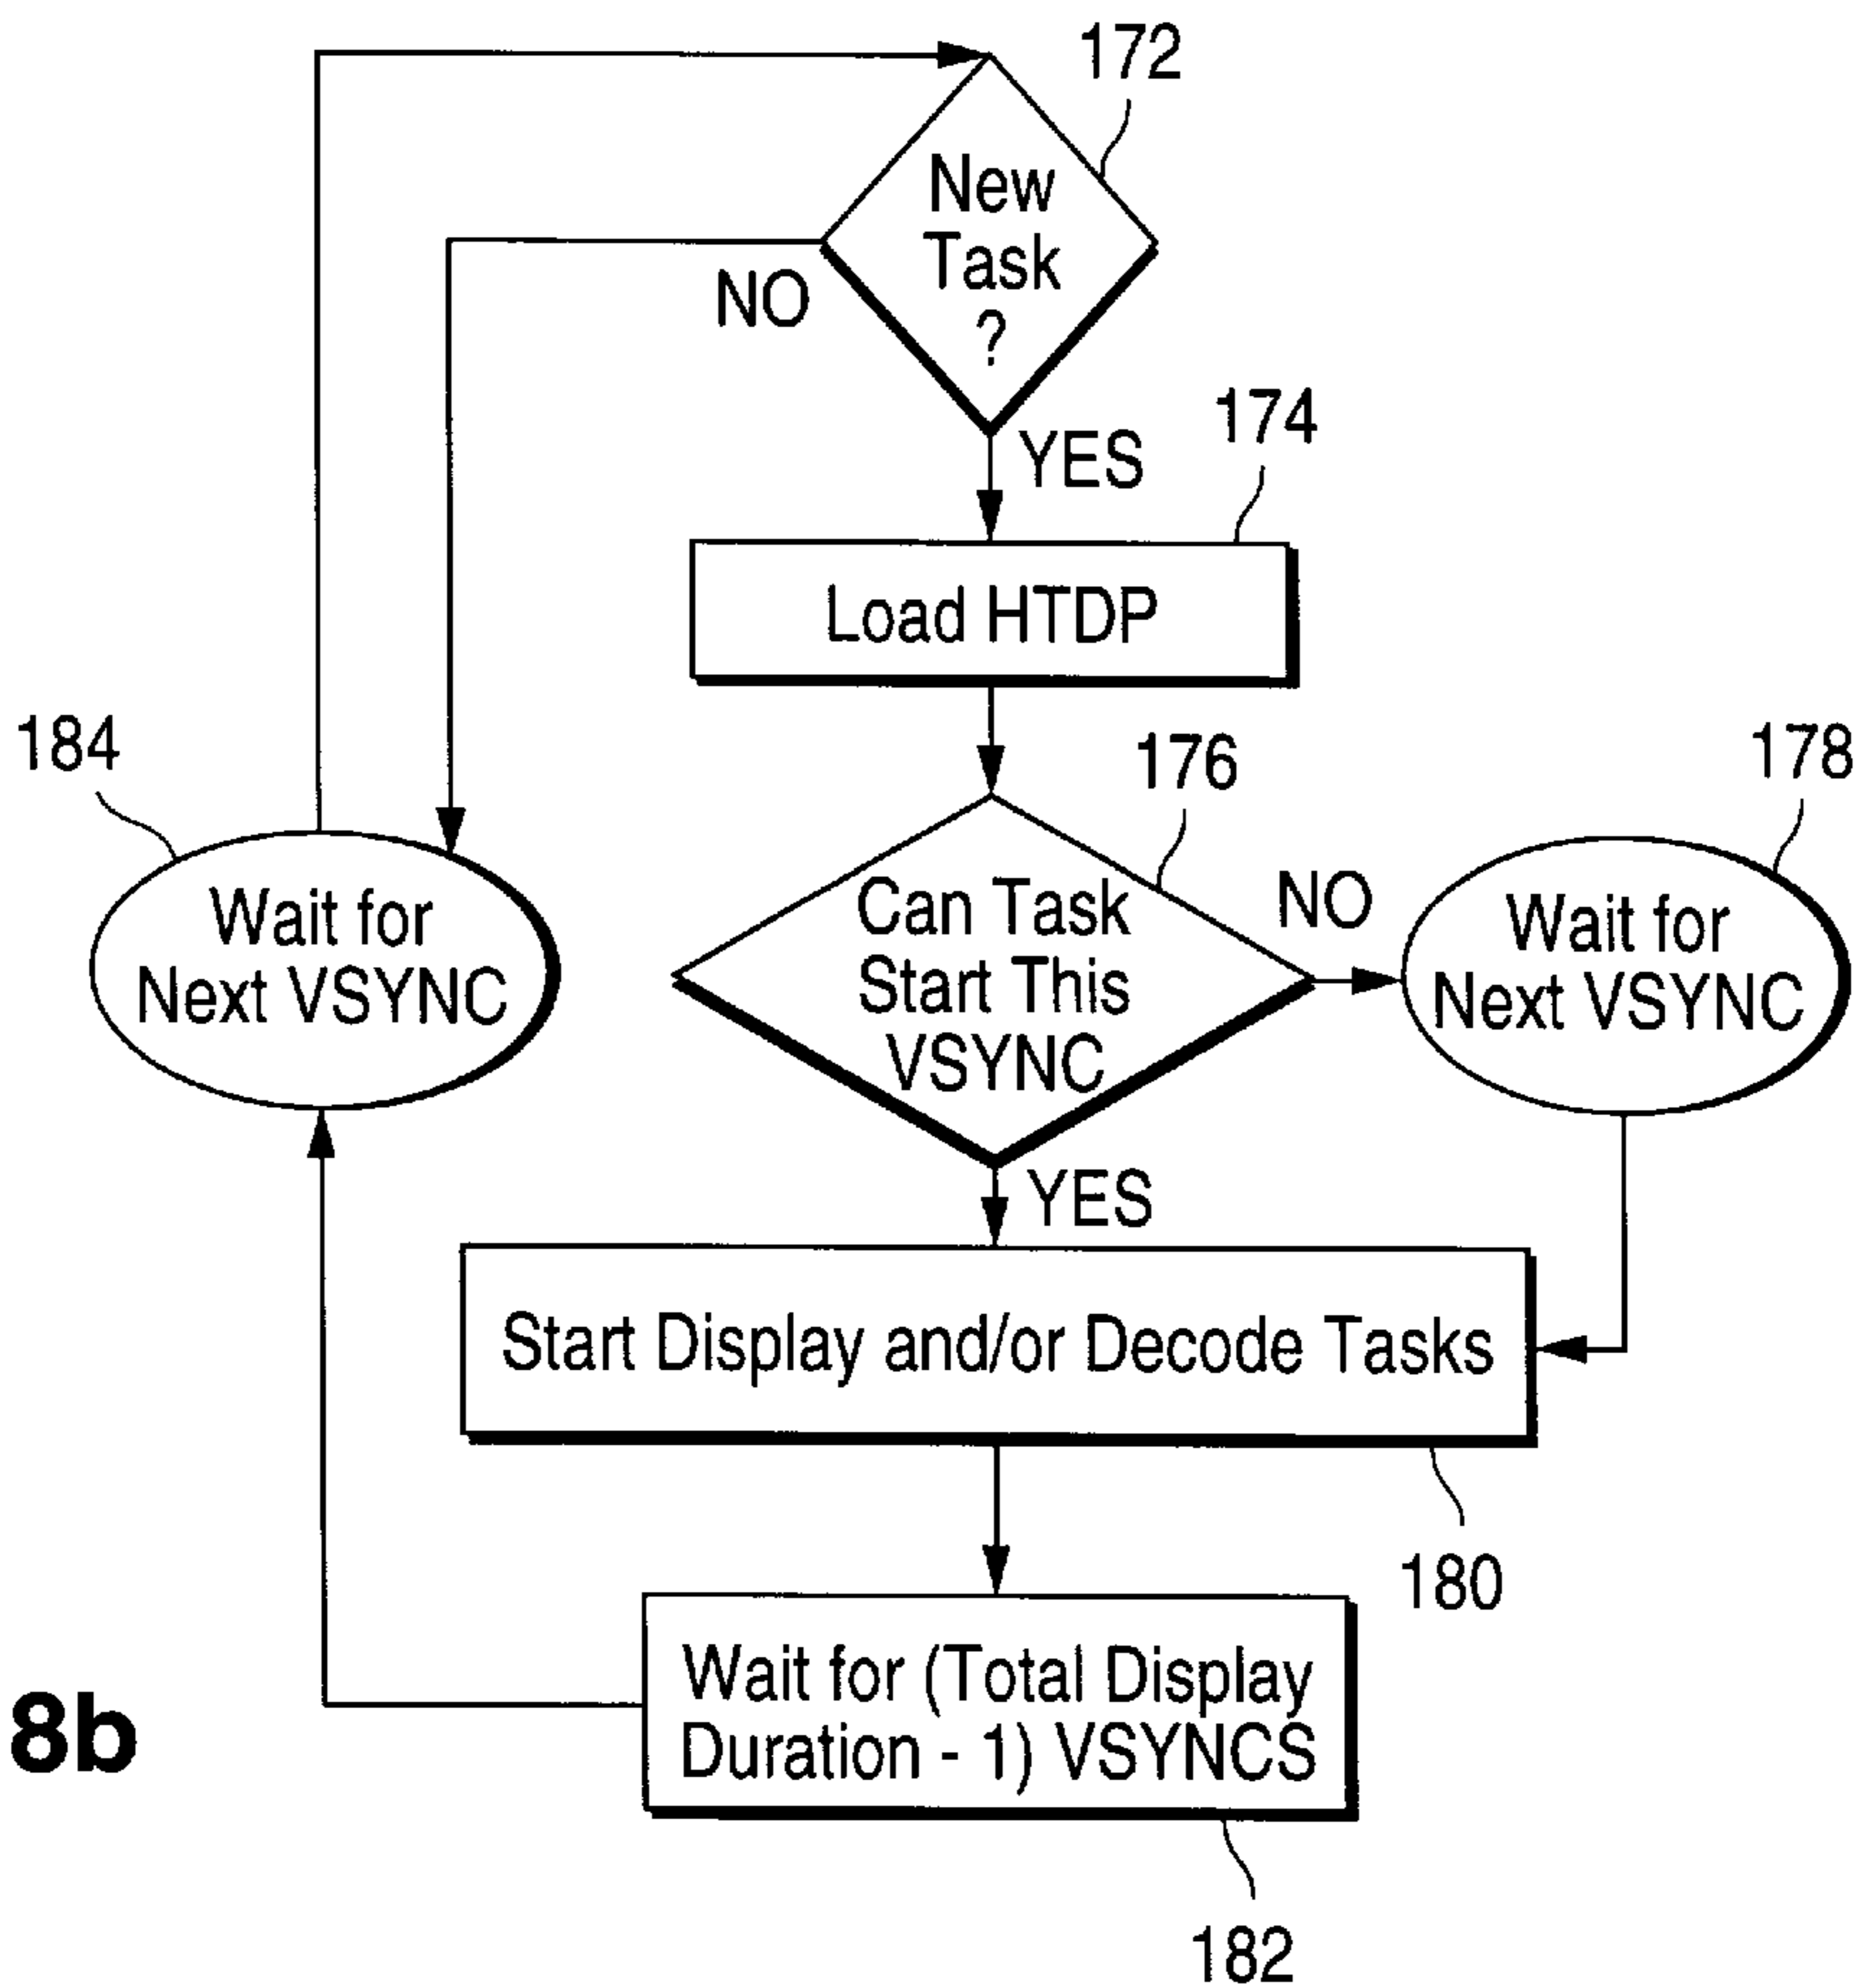 172
New
Task
?
NO
YES
174
Load HTDP
184
176
178
Wait for
Next VSYNC
Can Task
Start This
VSYNC
NO
Wait for
Next VSYNC
YES
Start Display and/or Decode Tasks
180
Wait for (Total Display
Duration - 1) VSYNCS
8b
182